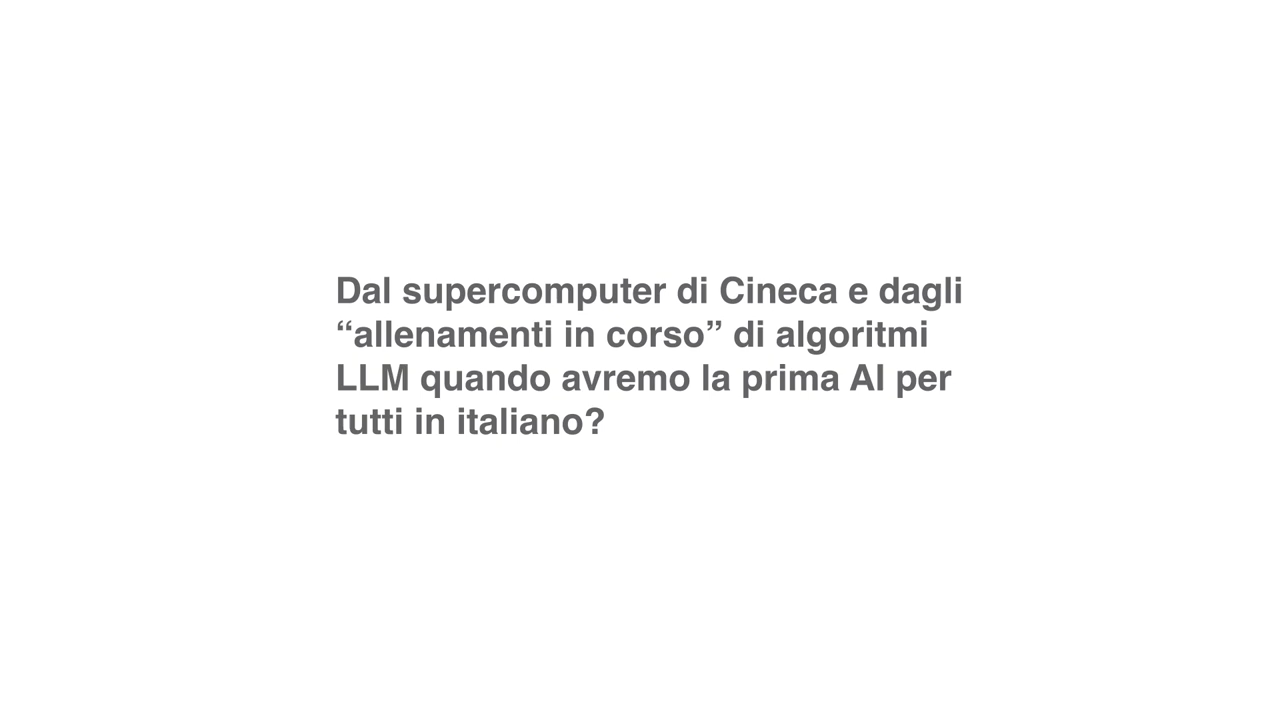 Dal supercomputer di Cineca e dagli
“allenamenti in corso” di algoritmi
LLM quando avremo la prima AI per
tutti in italiano?